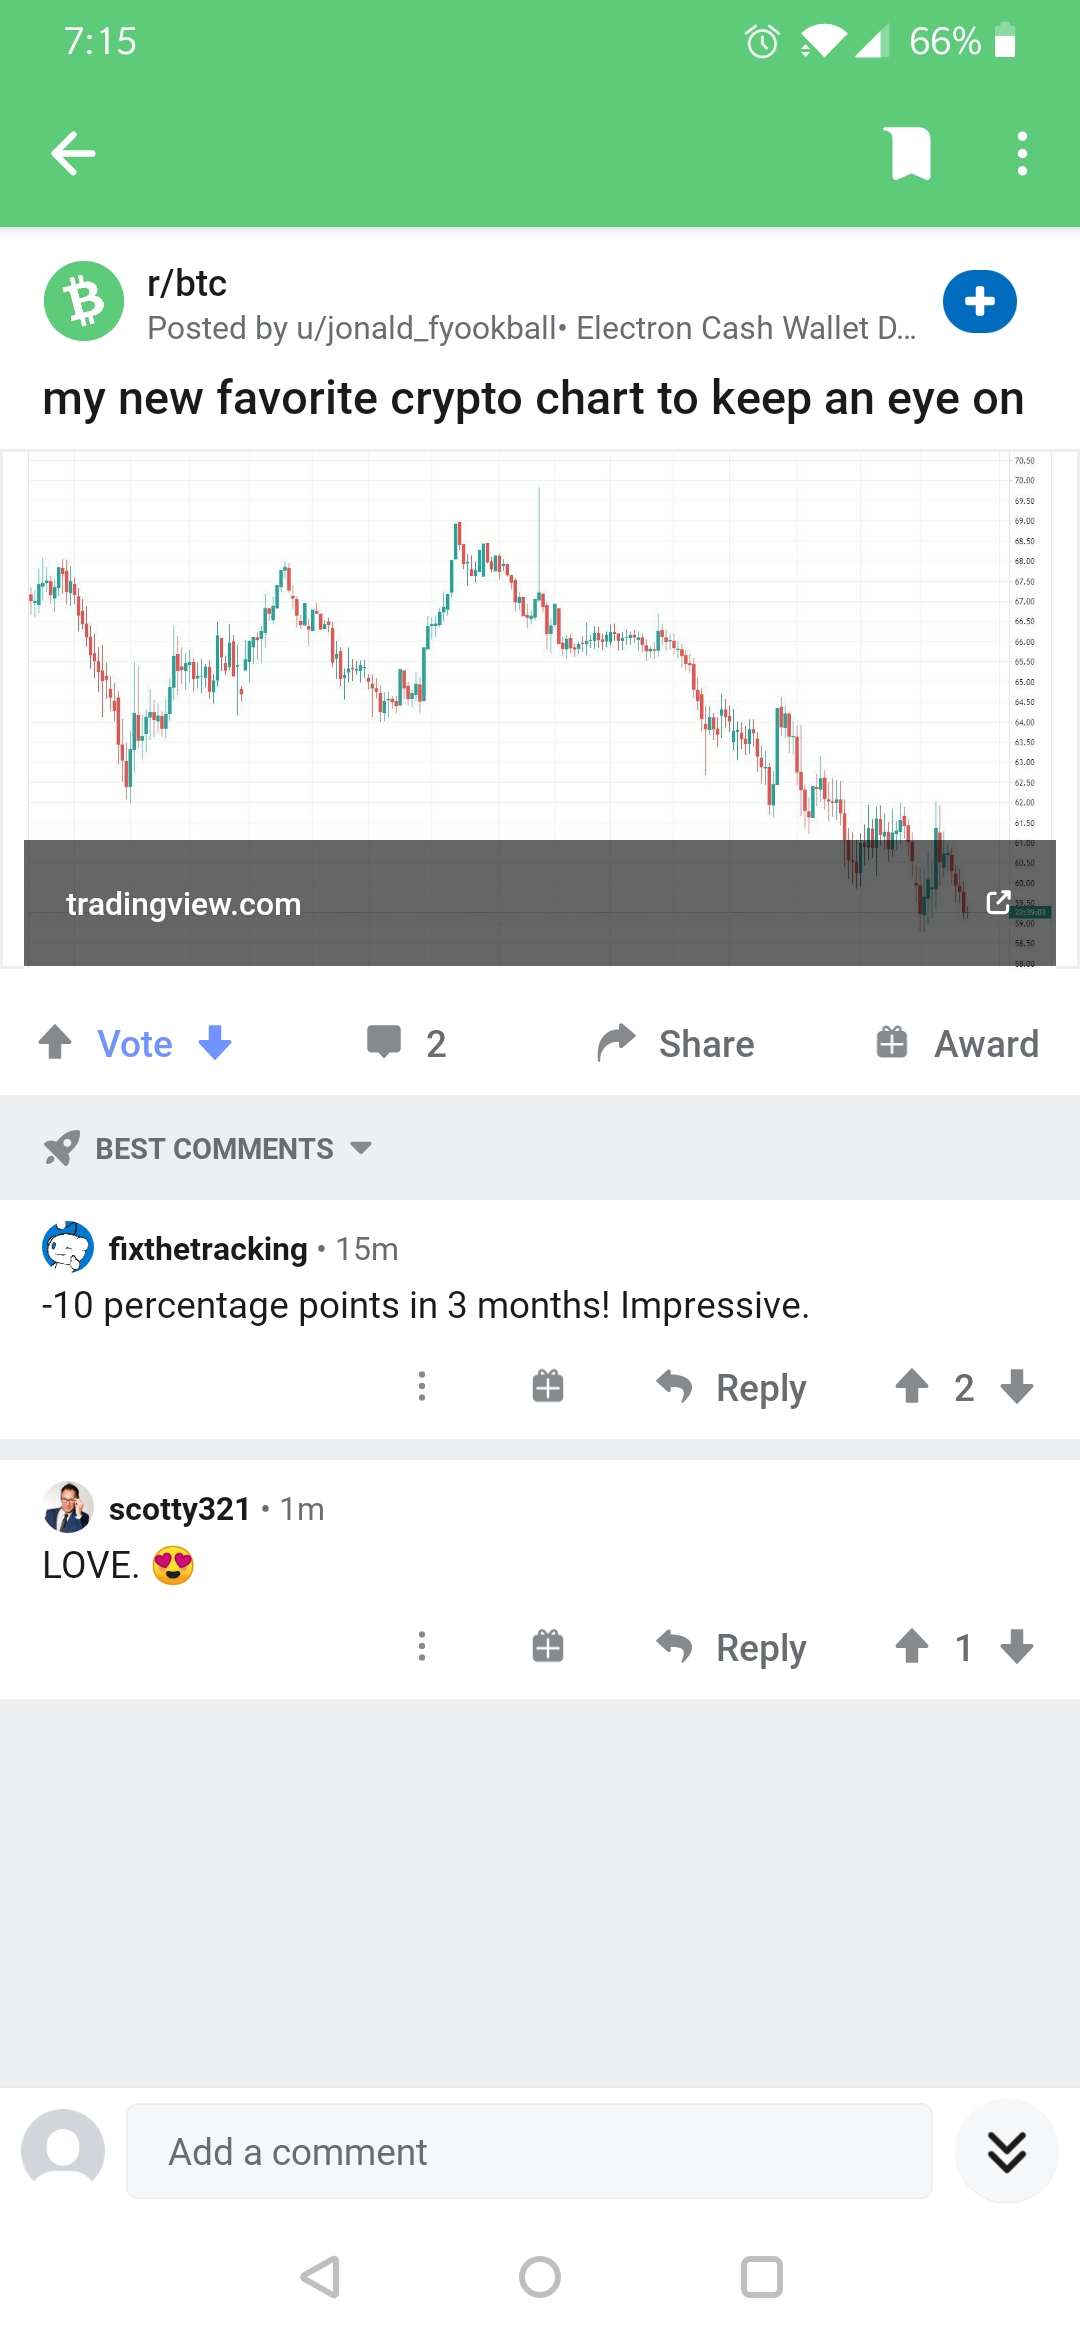 7:15
66%
r/btc
Posted by u/jonald_fyookball• Electron Cash Wallet D...
my new favorite crypto chart to keep an eye on
70.50
70.00
69.50
69.00
68.50
68.00
67.50
67.00
66.50
66.00
65.50
65.00
64.50
64.00
63.50
63.00
62.50
62.00
61.50
61.00
60.50
60.00
59.50
tradingview.com
22:39:03
59.00
58.50
58.00
Vote
2
Share
Award
BEST COMMENTS
fixthetracking • 15m
-10 percentage points in 3 months! Impressive.
Reply
2
scotty321 • 1m
LOVE. 😍
Reply
1
Add a comment